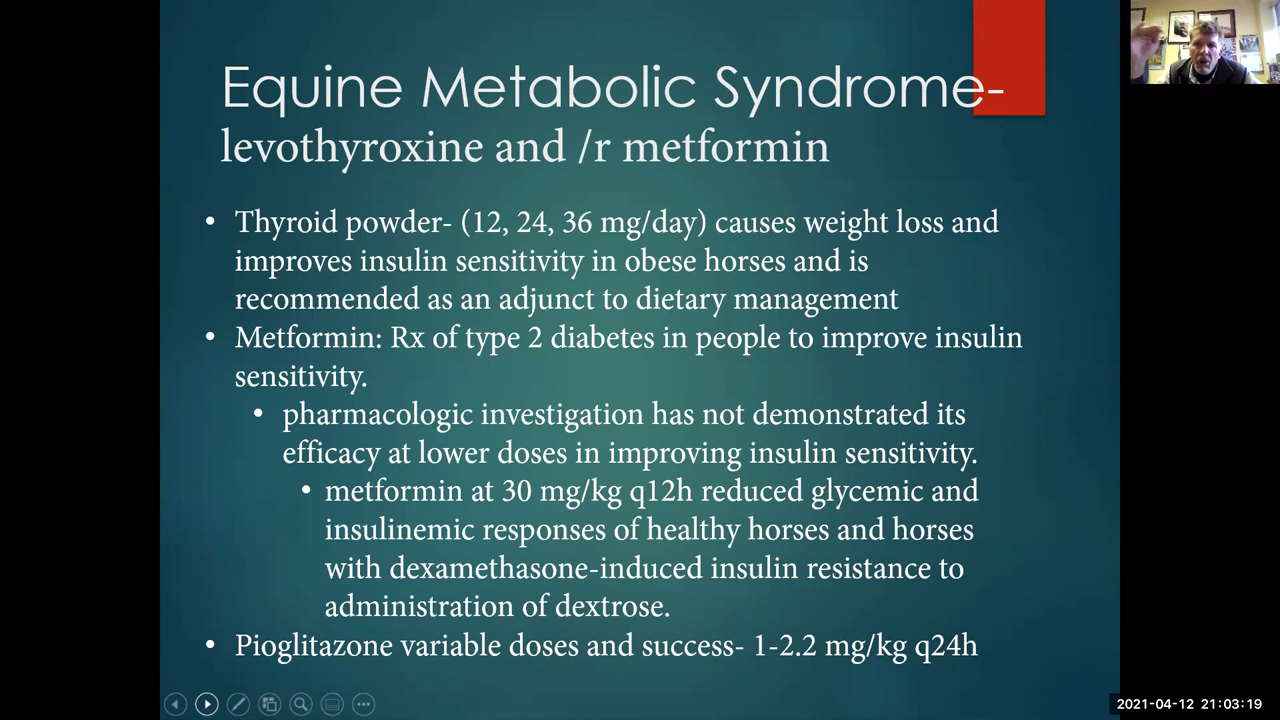 Equine Metabolic Syndrome-
levothyroxine and /r metformin
• Thyroid powder- (12, 24, 36 mg/day) causes weight loss and
improves insulin sensitivity in obese horses and is
recommended as an adjunct to dietary management
• Metformin: Rx of type 2 diabetes in people to improve insulin
sensitivity.
• pharmacologic investigation has not demonstrated its
efficacy at lower doses in improving insulin sensitivity.
• metformin at 30 mg/kg q12h reduced glycemic and
insulinemic responses of healthy horses and horses
with dexamethasone-induced insulin resistance to
administration of dextrose.
• Pioglitazone variable doses and success- 1-2.2 mg/kg q24h
2021-04-12 21:03:19